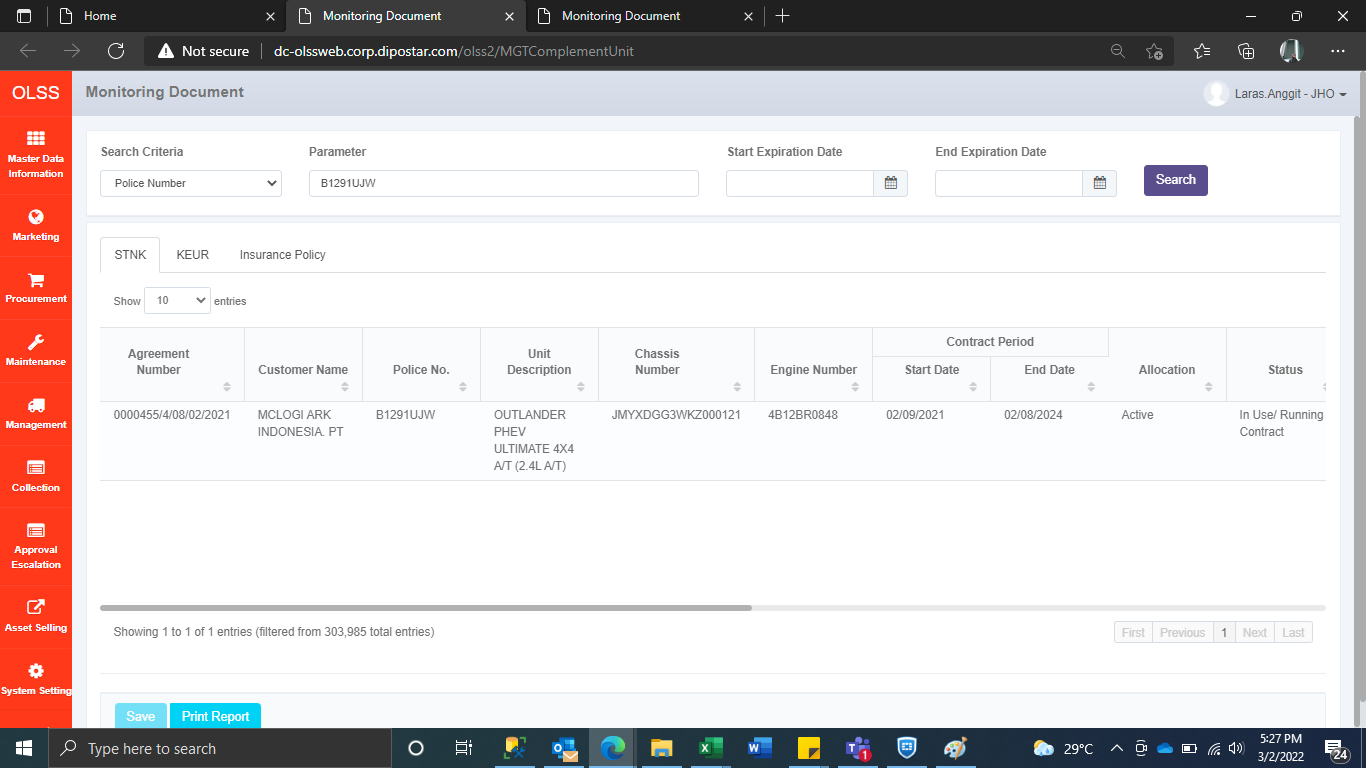 Home
Monitoring Document
Monitoring Document
Not secure
dc-olssweb.corp.dipostar.com/olss2/MGTComplementUnit
OLSS
Monitoring Document
Laras.Anggit - JHO
Master Data
Information
Marketing
Procurement
Maintenance
Management
Collection
Approval
Escalation
Asset Selling
System Setting
Search Criteria
Parameter
Start Expiration Date
End Expiration Date
Police Number
B1291UJW
Search
STNK
KEUR
Insurance Policy
Show 10 entries
Contract Period
Agreement
Number
Customer Name
Police No.
Unit
Description
Chassis
Number
Engine Number
Start Date
End Date
Allocation
Status
0000455/4/08/02/2021
MCLOGI ARK
INDONESIA. PT
B1291UJW
OUTLANDER
PHEV
ULTIMATE 4X4
A/T (2.4L A/T)
JMYXDGG3WKZ000121
4B12BR0848
02/09/2021
02/08/2024
Active
In Use/ Running
Contract
Showing 1 to 1 of 1 entries (filtered from 303,985 total entries)
First
Previous
1
Next
Last
Save
Print Report
Type here to search
1
29°C
5:27 PM
3/2/2022
24